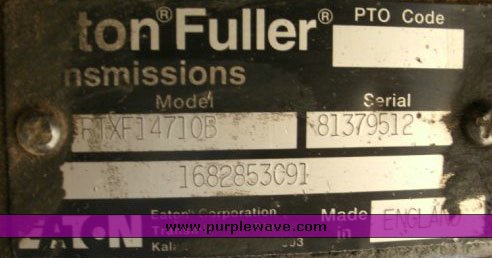 ton® Fuller® PTO Code
nsmissions
Model Serial
RTXF14710B 81379512
1682853C91
EATON Eaton Corporation Made in ENGLAND
www.purplewave.com